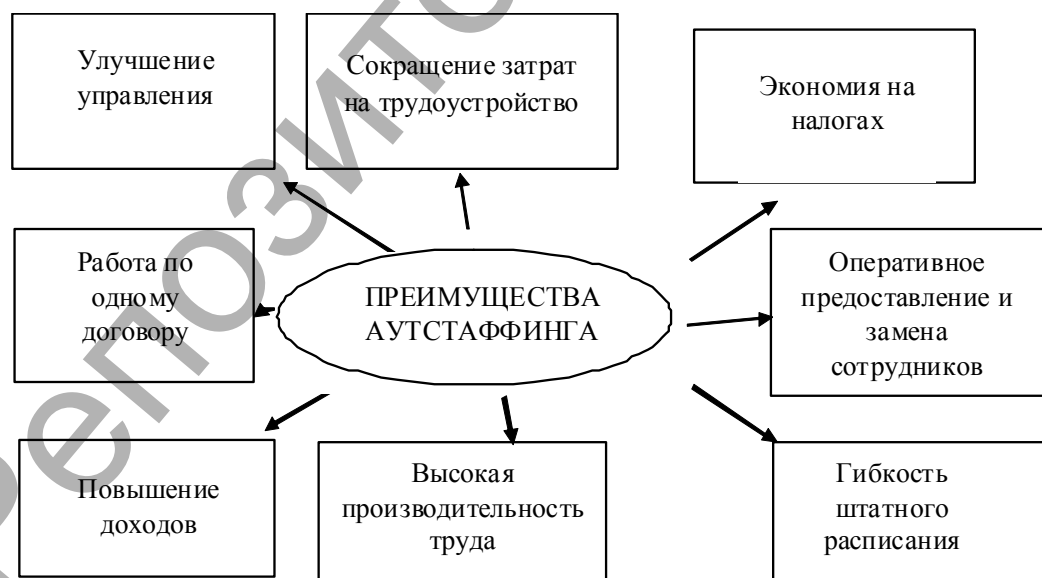 Улучшение
управления
Сокращение затрат
на трудоустройство
Экономия на
налогах
Работа по
одному
договору
ПРЕИМУЩЕСТВА
АУТСТАФФИНГА
Оперативное
предоставление и
замена
сотрудников
Повышение
доходов
Высокая
производительность
труда
Гибкость
штатного
расписания